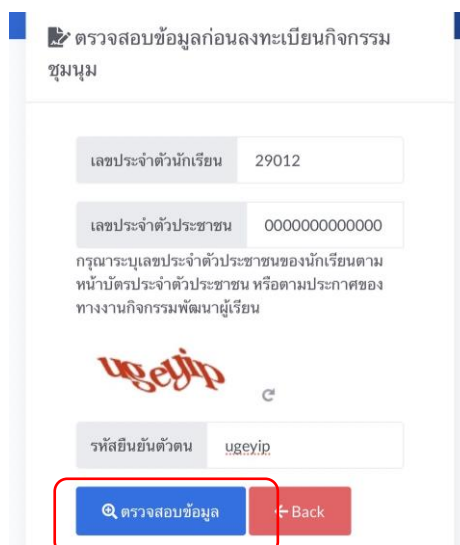 ตรวจสอบข้อมูลก่อนลงทะเบียนกิจกรรม
ชุมนุม
เลขประจำตัวนักเรียน 29012
เลขประจำตัวประชาชน 0000000000000
กรุณาระบุเลขประจำตัวประชาชนของนักเรียนตาม
หน้าบัตรประจำตัวประชาชน หรือตามประกาศของ
ทางงานกิจกรรมพัฒนาผู้เรียน
ugeyip
รหัสยืนยันตัวตน ugeyip
ตรวจสอบข้อมูล Back